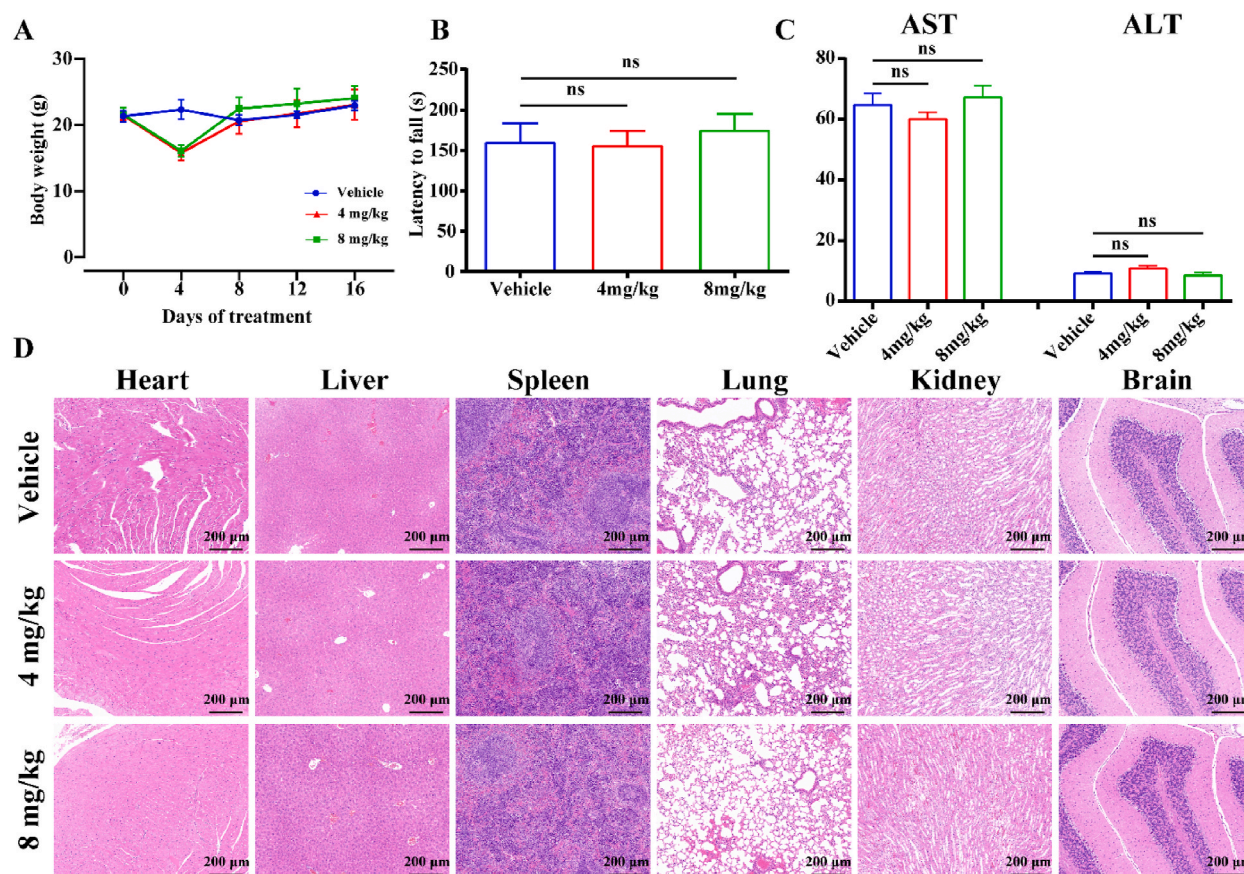 A
30
20
10
0
Body weight (g)
Vehicle
4 mg/kg
8 mg/kg
0 4 8 12 16
Days of treatment
B
250
200
150
100
50
0
Latency to fall (s)
ns
ns
Vehicle 4mg/kg 8mg/kg
C
AST ALT
80
60
40
20
0
ns
ns
ns
ns
Vehicle 4mg/kg 8mg/kg Vehicle 4mg/kg 8mg/kg
D
Heart Liver Spleen Lung Kidney Brain
Vehicle
200 µm 200 µm 200 µm 200 µm 200 µm 200 µm
4 mg/kg
200 µm 200 µm 200 µm 200 µm 200 µm 200 µm
8 mg/kg
200 µm 200 µm 200 µm 200 µm 200 µm 200 µm